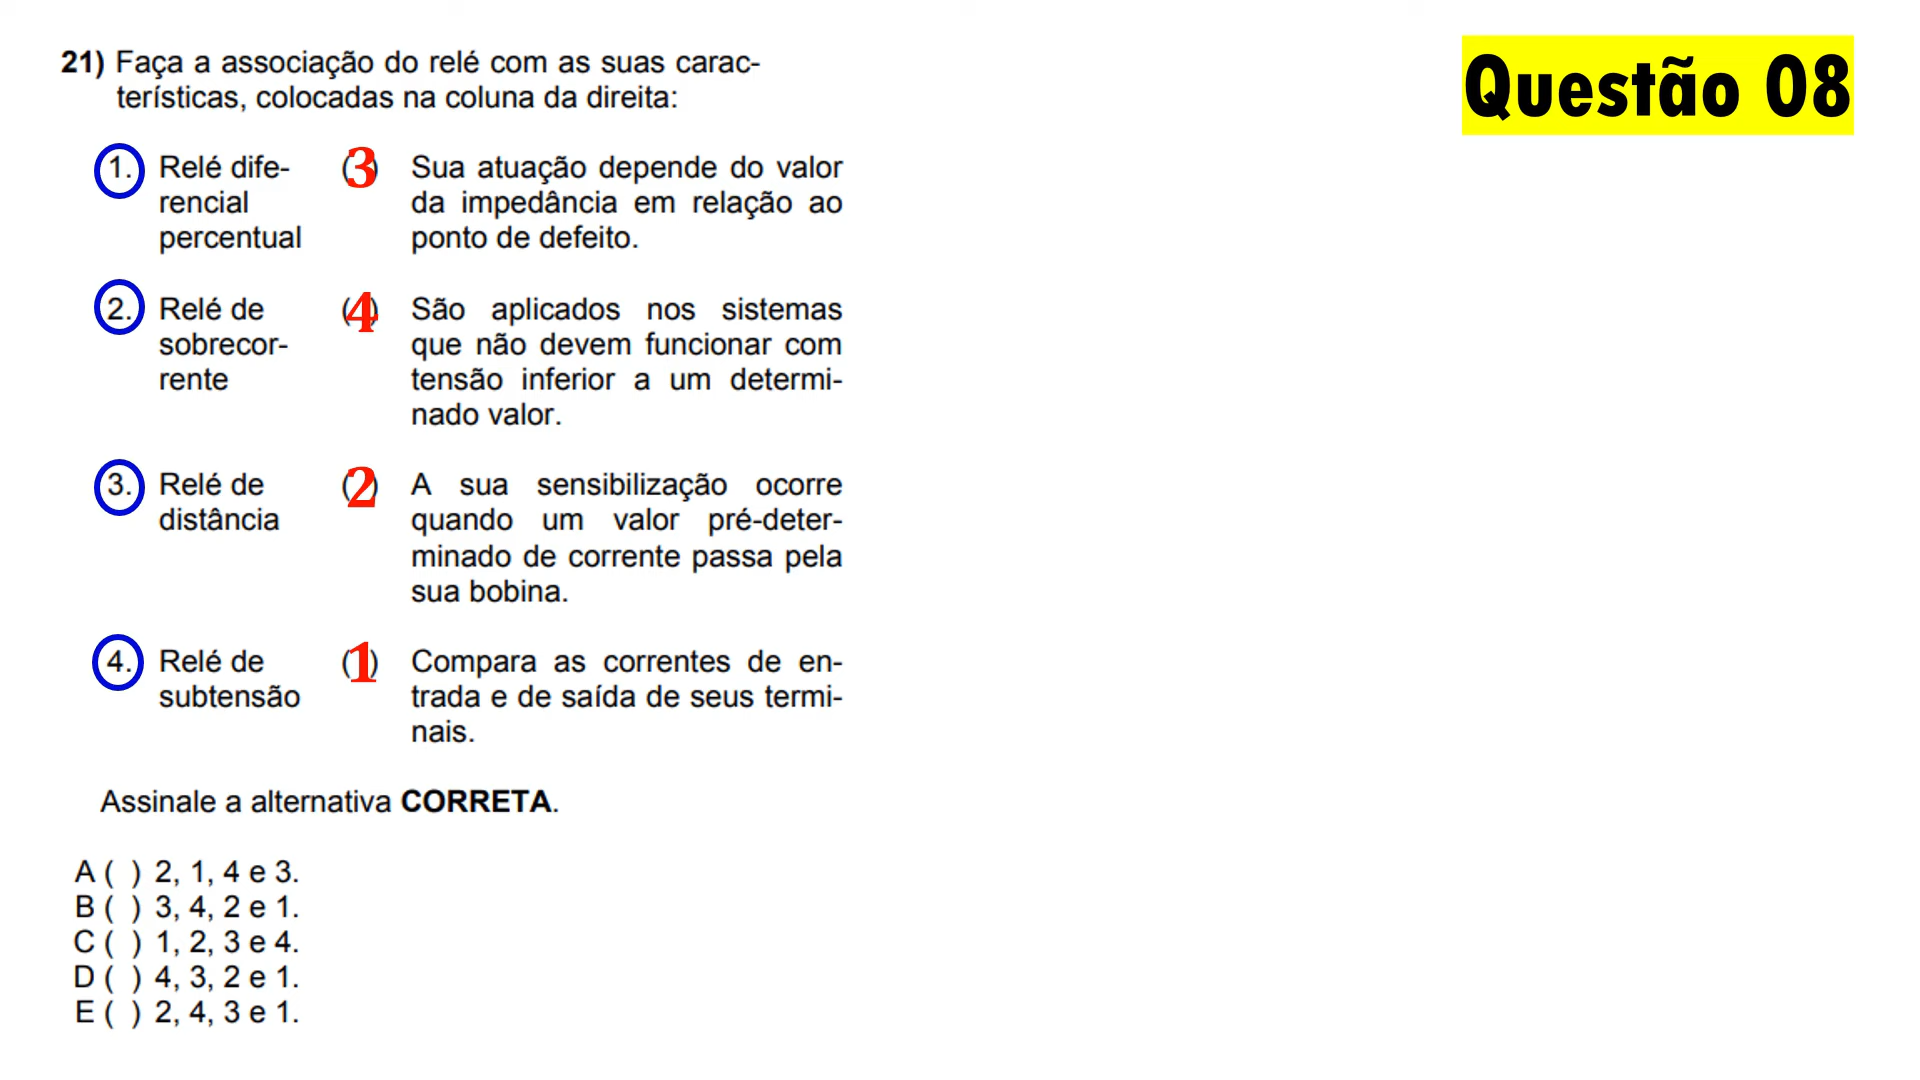 Questão 08
21) Faça a associação do relé com as suas carac-
terísticas, colocadas na coluna da direita:
1. Relé dife- (3) Sua atuação depende do valor
rencial da impedância em relação ao
percentual ponto de defeito.
2. Relé de (4) São aplicados nos sistemas
sobrecor- que não devem funcionar com
rente tensão inferior a um determi-
nado valor.
3. Relé de (2) A sua sensibilização ocorre
distância quando um valor pré-deter-
minado de corrente passa pela
sua bobina.
4. Relé de (1) Compara as correntes de en-
subtensão trada e de saída de seus termi-
nais.
Assinale a alternativa CORRETA.
A ( ) 2, 1, 4 e 3.
B ( ) 3, 4, 2 e 1.
C ( ) 1, 2, 3 e 4.
D ( ) 4, 3, 2 e 1.
E ( ) 2, 4, 3 e 1.